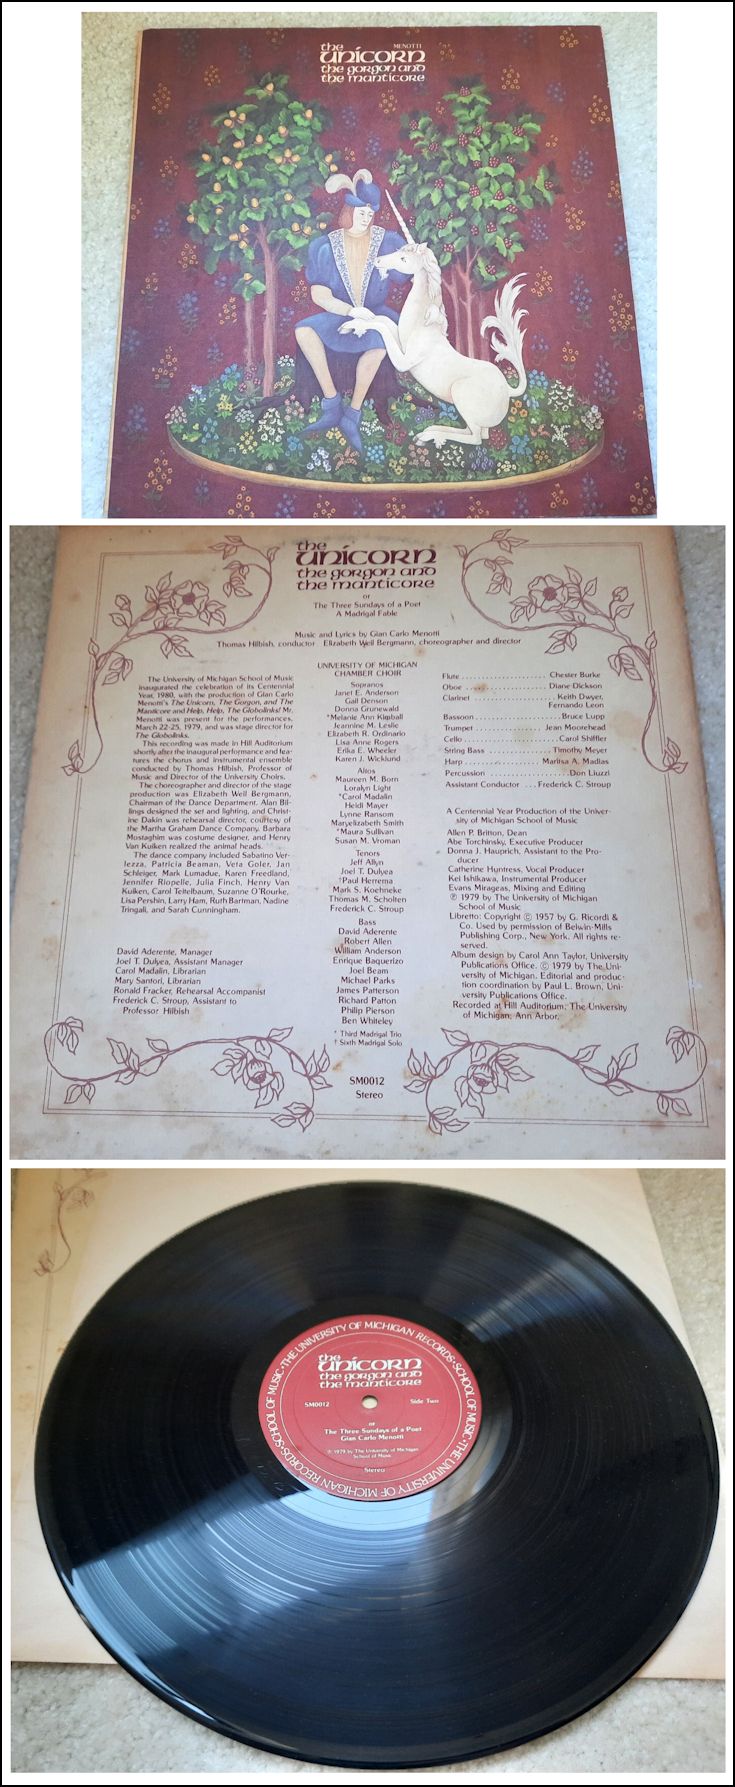 MENOTTI
the
unicorn
the gorgon and
the manticore
the
unicorn
the gorgon and
the manticore
or
The Three Sundays of a Poet
A Madrigal Fable
Music and Lyrics by Gian Carlo Menotti
Thomas Hilbish, conductor Elizabeth Weil Bergmann, choreographer and director
The University of Michigan School of Music
inaugurated the celebration of its Centennial
Year, 1980, with the production of Gian Carlo
Menotti's The Unicorn, The Gorgon, and The
Manticore and Help, Help, The Globolinks! Mr.
Menotti was present for the performances,
March 22-25, 1979, and was stage director for
The Globolinks.
This recording was made in Hill Auditorium
shortly after the inaugural performance and fea-
tures the chorus and instrumental ensemble
conducted by Thomas Hilbish, Professor of
Music and Director of the University Choirs.
The choreographer and director of the stage
production was Elizabeth Weil Bergmann,
Chairman of the Dance Department. Alan Bil-
lings designed the set and lighting, and Christ-
ine Dakin was rehearsal director, courtesy of
the Martha Graham Dance Company. Barbara
Mostaghim was costume designer, and Henry
Van Kuiken realized the animal heads.
The dance company included Sabatino Ver-
lezza, Patricia Beaman, Veta Goler, Jan
Schleiger, Mark Lumadue, Karen Freedland,
Jennifer Riopelle, Julia Finch, Henry Van
Kuiken, Carol Teitelbaum, Suzanne O'Rourke,
Lisa Pershin, Larry Ham, Ruth Bartman, Nadine
Tringali, and Sarah Cunningham.
David Aderente, Manager
Joel T. Dulyea, Assistant Manager
Carol Madalin, Librarian
Mary Santori, Librarian
Ronald Fracker, Rehearsal Accompanist
Frederick C. Stroup, Assistant to
Professor Hilbish
UNIVERSITY OF MICHIGAN
CHAMBER CHOIR
Sopranos
Janet E. Anderson
Gail Denson
Donna Grunewald
*Melanie Ann Kimball
Jeannine M. Leslie
Elizabeth R. Ordinario
Lisa Anne Rogers
Erika E. Wheeler
Karen J. Wicklund
Altos
Maureen M. Born
Loralyn Light
*Carol Madalin
Heidi Mayer
Lynne Ransom
Maryelizabeth Smith
*Maura Sullivan
Susan M. Vroman
Tenors
Jeff Allyn
Joel T. Dulyea
†Paul Herrema
Mark S. Koehneke
Thomas M. Scholten
Frederick C. Stroup
Bass
David Aderente
Robert Allen
William Anderson
Enrique Baquerizo
Joel Beam
Michael Parks
James Patterson
Richard Patton
Philip Pierson
Ben Whiteley
* Third Madrigal Trio
† Sixth Madrigal Solo
SM0012
Stereo
Flute . . . . . . . . . . . . . . . . . . . . Chester Burke
Oboe . . . . . . . . . . . . . . . . . . . . Diane Dickson
Clarinet . . . . . . . . . . . . . . . . . . . . Keith Dwyer,
Fernando Leon
Bassoon . . . . . . . . . . . . . . . . . . . . Bruce Lupp
Trumpet . . . . . . . . . . . . . . . . Jean Moorehead
Cello . . . . . . . . . . . . . . . . . . . . Carol Shiffler
String Bass . . . . . . . . . . . . . . Timothy Meyer
Harp . . . . . . . . . . . . . . . . . Maritsa A. Madias
Percussion . . . . . . . . . . . . . . . . . . Don Liuzzi
Assistant Conductor . . . Frederick C. Stroup
A Centennial Year Production of the Univer-
sity of Michigan School of Music
Allen P. Britton, Dean
Abe Torchinsky, Executive Producer
Donna J. Hauprich, Assistant to the Pro-
ducer
Catherine Huntress, Vocal Producer
Kei Ishikawa, Instrumental Producer
Evans Mirageas, Mixing and Editing
℗ 1979 by The University of Michigan
School of Music
Libretto: Copyright © 1957 by G. Ricordi &
Co. Used by permission of Belwin-Mills
Publishing Corp., New York. All rights re-
served.
Album design by Carol Ann Taylor, University
Publications Office. © 1979 by The Uni-
versity of Michigan. Editorial and produc-
tion coordination by Paul L. Brown, Uni-
versity Publications Office.
Recorded at Hill Auditorium, The University
of Michigan, Ann Arbor.
THE UNIVERSITY OF MICHIGAN RECORDS•SCHOOL OF MUSIC•THE UNIVERSITY OF MICHIGAN RECORDS•SCHOOL OF MUSIC•
the
unicorn
the gorgon and
the manticore
SM0012 Side Two
or
The Three Sundays of a Poet
Gian Carlo Menotti
℗ 1979 by The University of Michigan
School of Music
Stereo